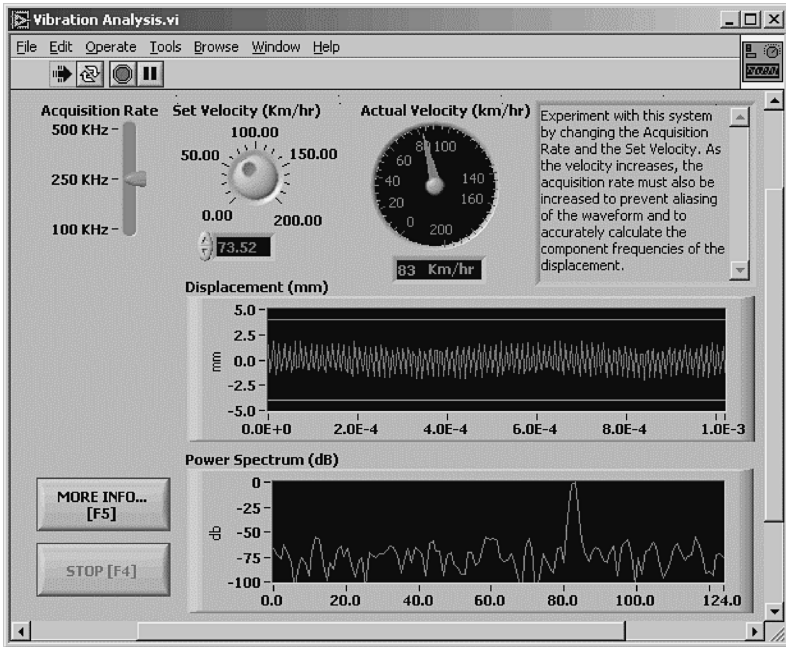 Vibration Analysis.vi
File Edit Operate Tools Browse Window Help
Acquisition Rate
500 KHz
250 KHz
100 KHz
Set Velocity (Km/hr)
100.00
50.00 150.00
0.00 200.00
73.52
Actual Velocity (km/hr)
80 100
60
40 140
20 160
0 200
83 Km/hr
Experiment with this system
by changing the Acquisition
Rate and the Set Velocity. As
the velocity increases, the
acquisition rate must also be
increased to prevent aliasing
of the waveform and to
accurately calculate the
component frequencies of the
displacement.
Displacement (mm)
5.0
2.5
0.0
-2.5
-5.0
mm
0.0E+0 2.0E-4 4.0E-4 6.0E-4 8.0E-4 1.0E-3
Power Spectrum (dB)
0
-25
-50
-75
-100
db
0.0 20.0 40.0 60.0 80.0 100.0 124.0
MORE INFO...
[F5]
STOP [F4]